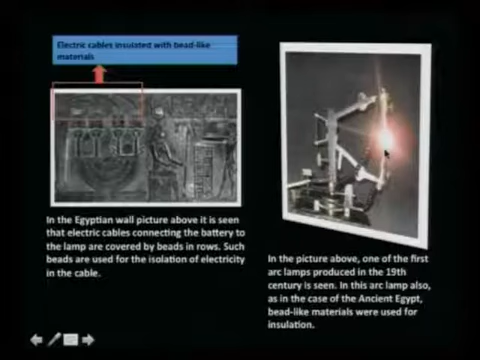 Electric cables insulated with bead-like
materials
In the Egyptian wall picture above it is seen
that electric cables connecting the battery to
the lamp are covered by beads in rows. Such
beads are used for the isolation of electricity
in the cable.
In the picture above, one of the first
arc lamps produced in the 19th
century is seen. In this arc lamp also,
as in the case of the Ancient Egypt,
bead-like materials were used for
insulation.